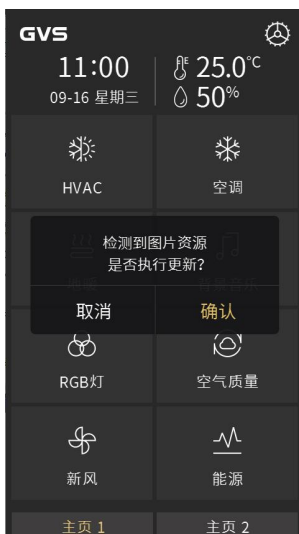 GVS
11:00
25.0℃
09-16 星期三
50%
HVAC
空调
检测到图片资源
是否执行更新?
取消
确认
RGB灯
空气质量
新风
能源
主页 1
主页 2